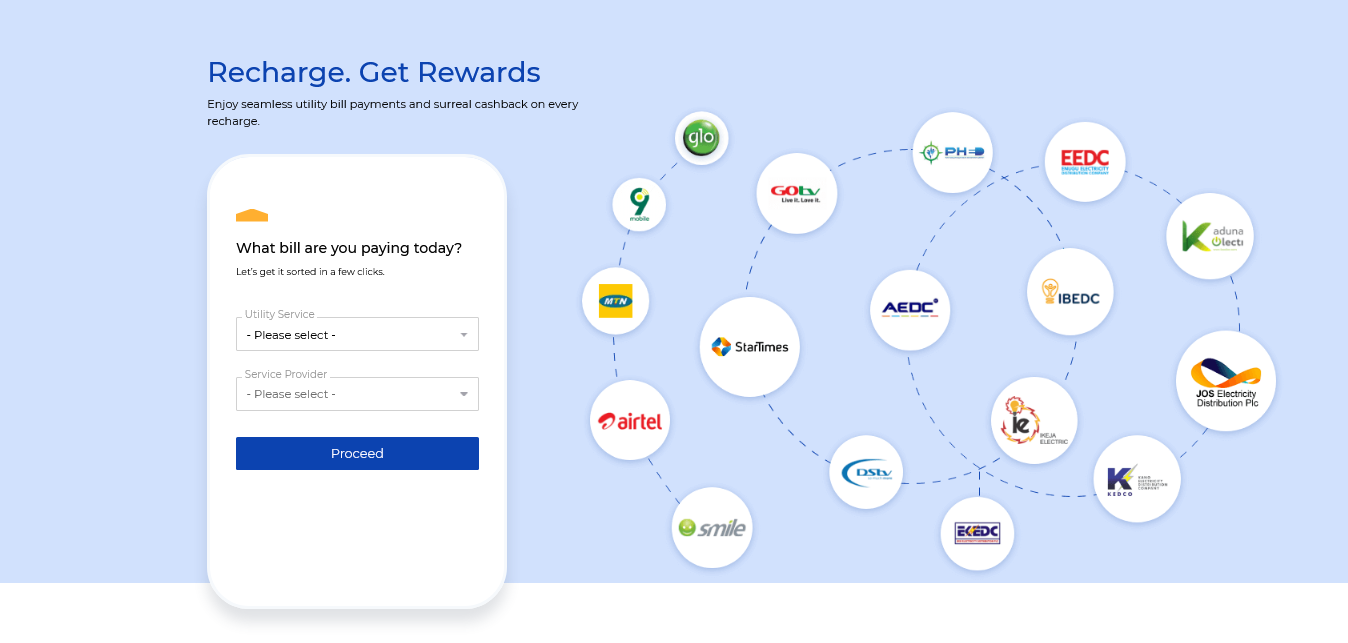 Recharge. Get Rewards
Enjoy seamless utility bill payments and surreal cashback on every
recharge.
What bill are you paying today?
Let's get it sorted in a few clicks.
Utility Service
- Please select -
Service Provider
- Please select -
Proceed
glo
9
mobile
MTN
airtel
smile
GOtv
Live it. Love it.
StarTimes
DStv
PHED
AEDC
EKEDC
EEDC
ENUGU ELECTRICITY
DISTRIBUTION COMPANY
IBEDC
ie
IKEJA
ELECTRIC
Kaduna
Electi
JOS Electricity
Distribution Plc
K
KEDCO
KANO
ELECTRICITY
DISTRIBUTION
COMPANY